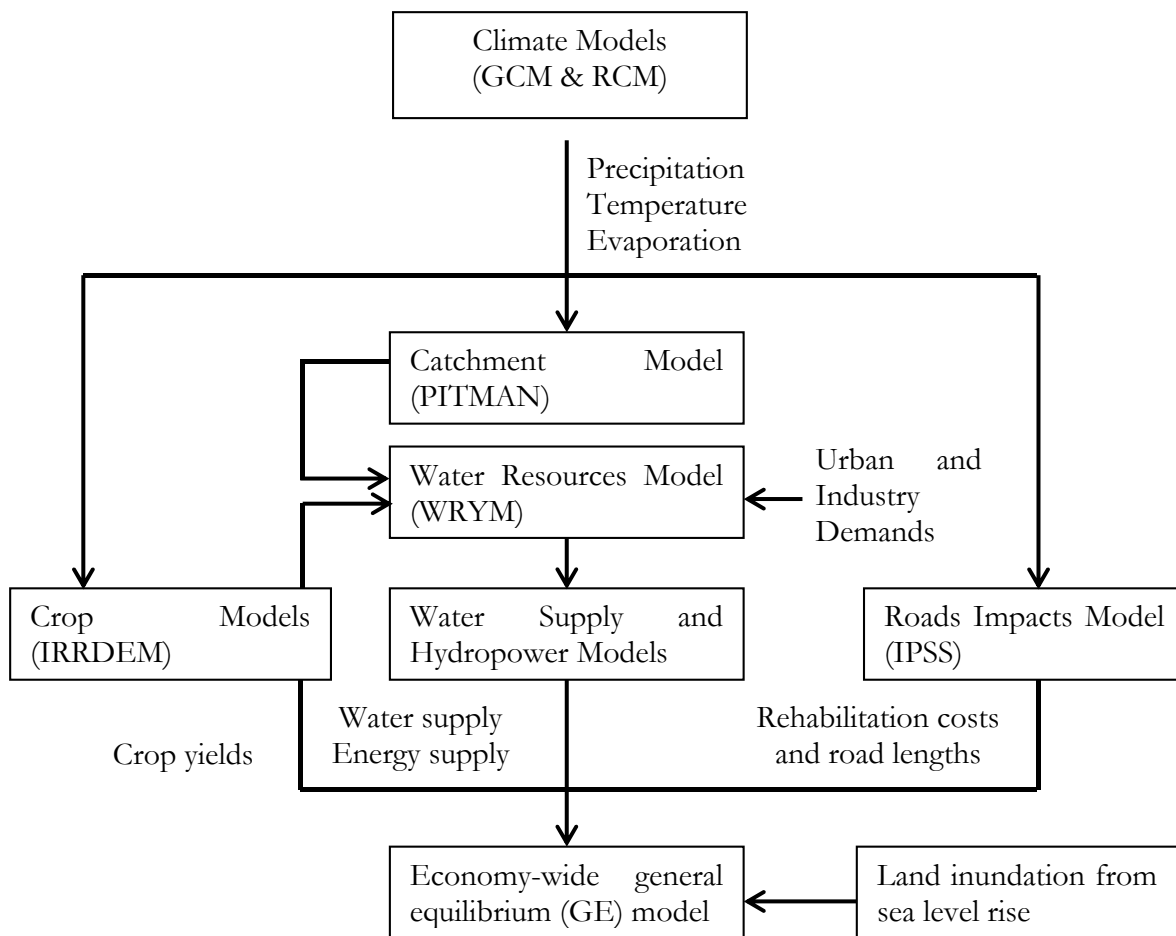 Climate Models
(GCM & RCM)
Precipitation
Temperature
Evaporation
Catchment Model
(PITMAN)
Water Resources Model
(WRYM)
Urban and
Industry
Demands
Crop Models
(IRRDEM)
Water Supply and
Hydropower Models
Roads Impacts Model
(IPSS)
Crop yields
Water supply
Energy supply
Rehabilitation costs
and road lengths
Economy-wide general
equilibrium (GE) model
Land inundation from
sea level rise